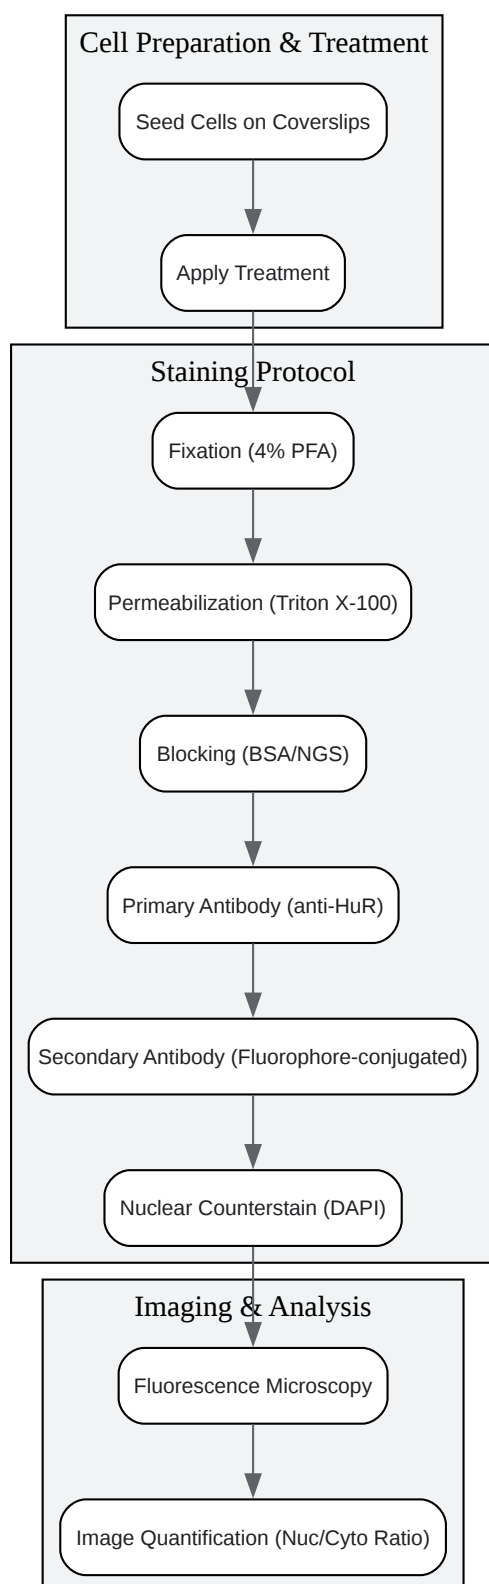 Cell Preparation & Treatment
Seed Cells on Coverslips
Apply Treatment
Staining Protocol
Fixation (4% PFA)
Permeabilization (Triton X-100)
Blocking (BSA/NGS)
Primary Antibody (anti-HuR)
Secondary Antibody (Fluorophore-conjugated)
Nuclear Counterstain (DAPI)
Imaging & Analysis
Fluorescence Microscopy
Image Quantification (Nuc/Cyto Ratio)